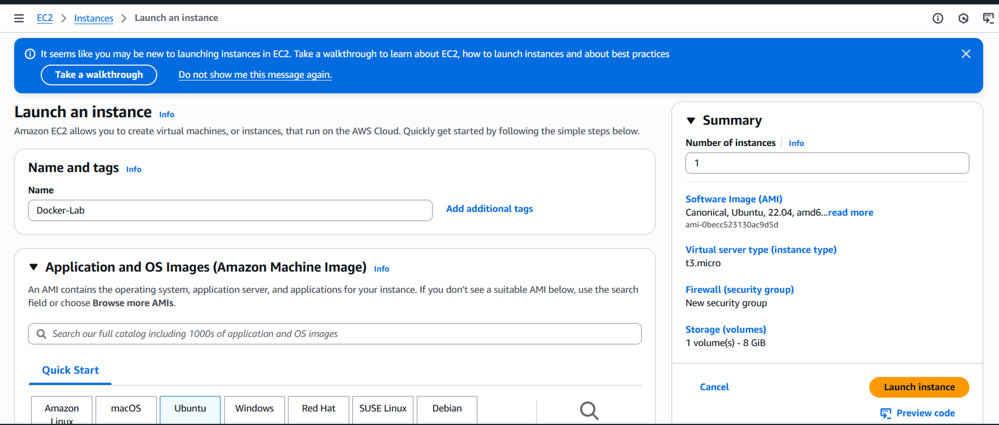 EC2 > Instances > Launch an instance
It seems like you may be new to launching instances in EC2. Take a walkthrough to learn about EC2, how to launch instances and about best practices
Take a walkthrough
Do not show me this message again.
Launch an instance Info
Amazon EC2 allows you to create virtual machines, or instances, that run on the AWS Cloud. Quickly get started by following the simple steps below.
Name and tags Info
Name
Docker-Lab
Add additional tags
Application and OS Images (Amazon Machine Image) Info
An AMI contains the operating system, application server, and applications for your instance. If you don't see a suitable AMI below, use the search
field or choose Browse more AMIs.
Search our full catalog including 1000s of application and OS images
Quick Start
Amazon
Linux
macOS
Ubuntu
Windows
Red Hat
SUSE Linux
Debian
Summary
Number of instances Info
1
Software Image (AMI)
Canonical, Ubuntu, 22.04, amd6...read more
ami-0becc523130ac9d5d
Virtual server type (instance type)
t3.micro
Firewall (security group)
New security group
Storage (volumes)
1 volume(s) - 8 GiB
Cancel
Launch instance
Preview code